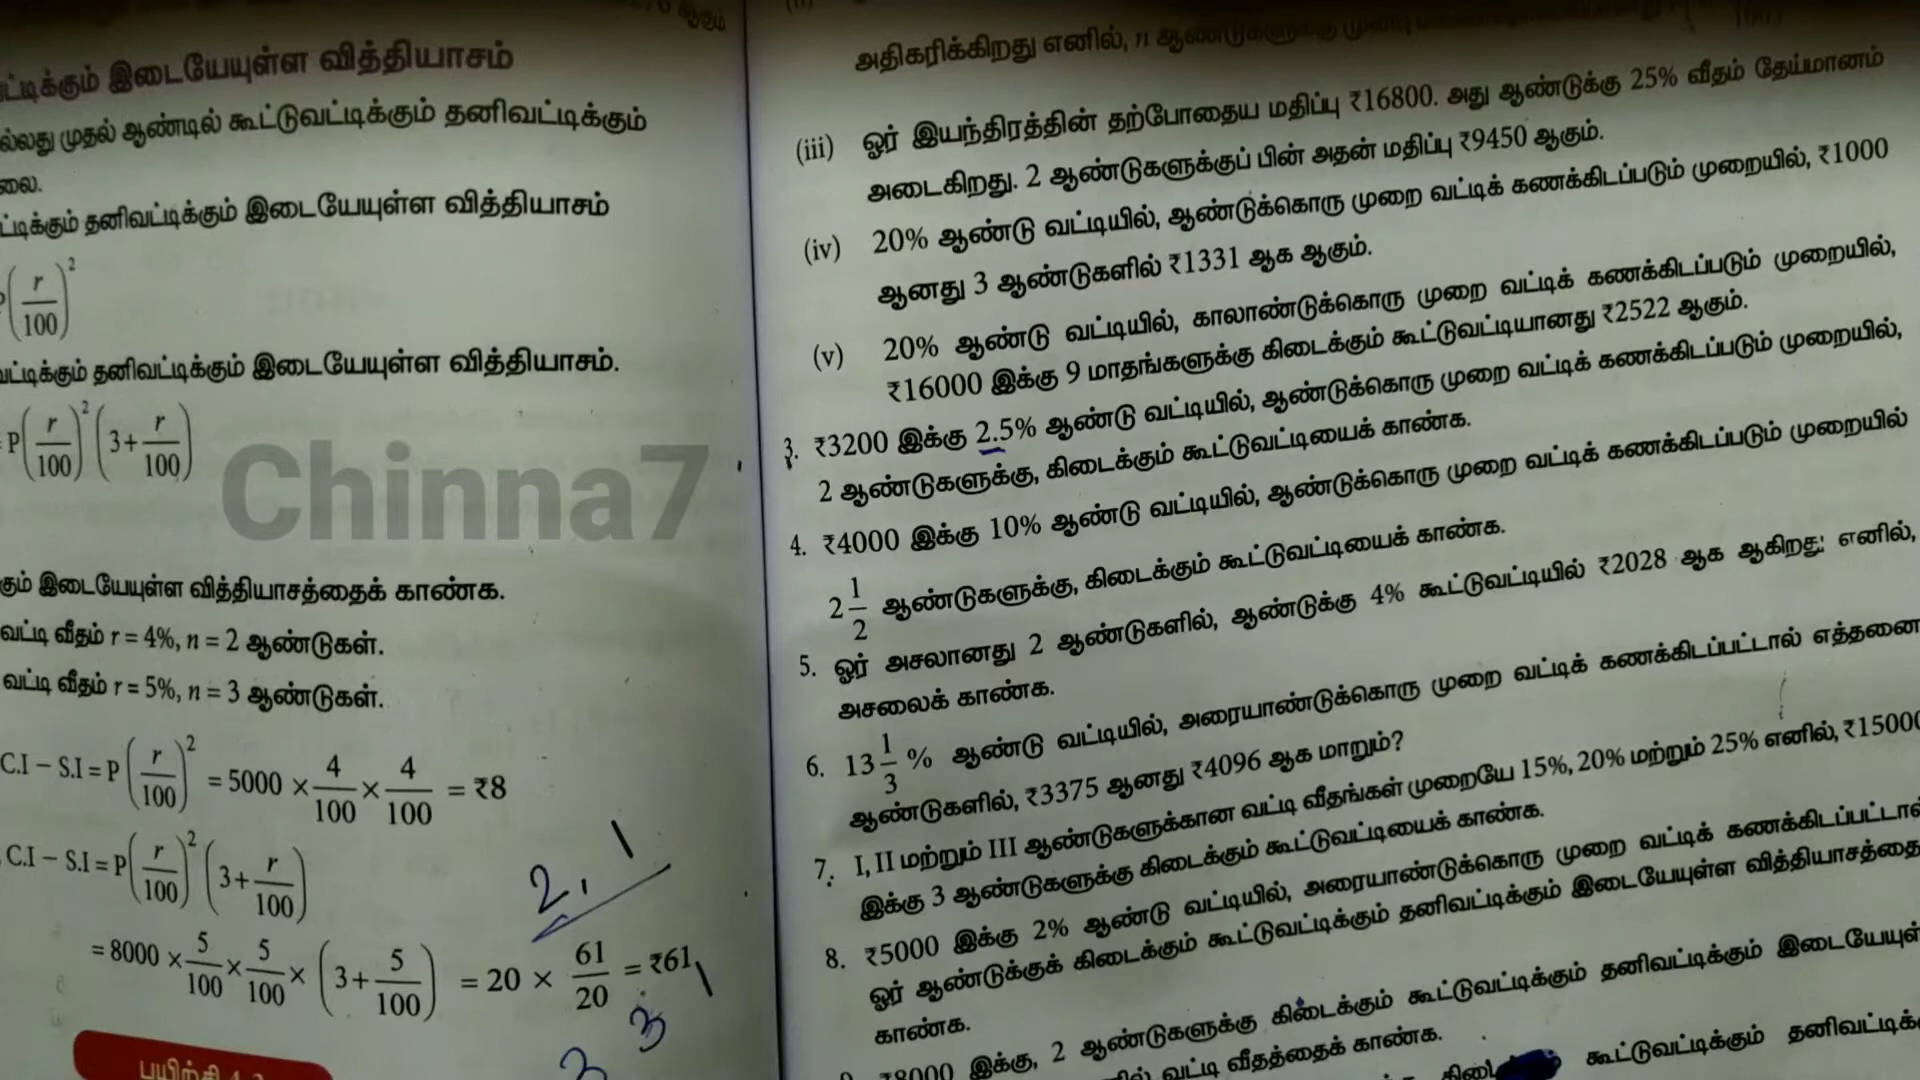 ஆகும்
வட்டிக்கும் இடையேயுள்ள வித்தியாசம்
முதல் ஆண்டில் கூட்டுவட்டிக்கும் தனிவட்டிக்கும்
தனிவட்டிக்கும் இடையேயுள்ள வித்தியாசம்
(r/100)²
தனிவட்டிக்கும் இடையேயுள்ள வித்தியாசம்.
P(r/100)²(3+r/100)
Chinna7
இடையேயுள்ள வித்தியாசத்தைக் காண்க.
வட்டி வீதம் r = 4%, n = 2 ஆண்டுகள்.
வட்டி வீதம் r = 5%, n = 3 ஆண்டுகள்.
C.I – S.I = P(r/100)² = 5000 × 4/100 × 4/100 = ₹8
C.I – S.I = P(r/100)²(3+r/100)
= 8000 × 5/100 × 5/100 × (3+5/100) = 20 × 61/20 = ₹61
அதிகரிக்கிறது எனில், n ஆண்டுகளுக்கு
(iii) ஓர் இயந்திரத்தின் தற்போதைய மதிப்பு ₹16800. அது ஆண்டுக்கு 25% வீதம் தேய்மானம்
அடைகிறது. 2 ஆண்டுகளுக்குப் பின் அதன் மதிப்பு ₹9450 ஆகும்.
(iv) 20% ஆண்டு வட்டியில், ஆண்டுக்கொரு முறை வட்டிக் கணக்கிடப்படும் முறையில், ₹1000
ஆனது 3 ஆண்டுகளில் ₹1331 ஆக ஆகும்.
(v) 20% ஆண்டு வட்டியில், காலாண்டுக்கொரு முறை வட்டிக் கணக்கிடப்படும் முறையில்,
₹16000 இக்கு 9 மாதங்களுக்கு கிடைக்கும் கூட்டுவட்டியானது ₹2522 ஆகும்.
3. ₹3200 இக்கு 2.5% ஆண்டு வட்டியில், ஆண்டுக்கொரு முறை வட்டிக் கணக்கிடப்படும் முறையில்,
2 ஆண்டுகளுக்கு, கிடைக்கும் கூட்டுவட்டியைக் காண்க.
4. ₹4000 இக்கு 10% ஆண்டு வட்டியில், ஆண்டுக்கொரு முறை வட்டிக் கணக்கிடப்படும் முறையில்
2 1/2 ஆண்டுகளுக்கு, கிடைக்கும் கூட்டுவட்டியைக் காண்க.
5. ஓர் அசலானது 2 ஆண்டுகளில், ஆண்டுக்கு 4% கூட்டுவட்டியில் ₹2028 ஆக ஆகிறது எனில்,
அசலைக் காண்க.
6. 13 1/3 % ஆண்டு வட்டியில், அரையாண்டுக்கொரு முறை வட்டிக் கணக்கிடப்பட்டால் எத்தனை
ஆண்டுகளில், ₹3375 ஆனது ₹4096 ஆக மாறும்?
7. I, II மற்றும் III ஆண்டுகளுக்கான வட்டி வீதங்கள் முறையே 15%, 20% மற்றும் 25% எனில், ₹15000
இக்கு 3 ஆண்டுகளுக்கு கிடைக்கும் கூட்டுவட்டியைக் காண்க.
8. ₹5000 இக்கு 2% ஆண்டு வட்டியில், அரையாண்டுக்கொரு முறை வட்டிக் கணக்கிடப்பட்டால்
ஓர் ஆண்டுக்குக் கிடைக்கும் கூட்டுவட்டிக்கும் தனிவட்டிக்கும் இடையேயுள்ள வித்தியாசத்தை
காண்க.
₹8000 இக்கு, 2 ஆண்டுகளுக்கு கிடைக்கும் கூட்டுவட்டிக்கும் தனிவட்டிக்கும்
வட்டி வீதத்தைக் காண்க.
கூட்டுவட்டிக்கும்